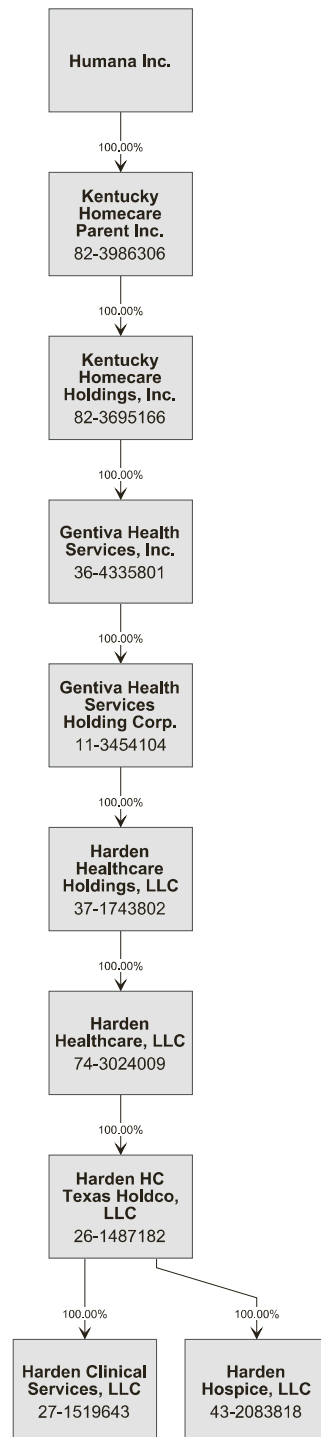 Humana Inc.
100.00%
Kentucky
Homecare
Parent Inc.
82-3986306
100.00%
Kentucky
Homecare
Holdings, Inc.
82-3695166
100.00%
Gentiva Health
Services, Inc.
36-4335801
100.00%
Gentiva Health
Services
Holding Corp.
11-3454104
100.00%
Harden
Healthcare
Holdings, LLC
37-1743802
100.00%
Harden
Healthcare, LLC
74-3024009
100.00%
Harden HC
Texas Holdco,
LLC
26-1487182
100.00%
Harden Clinical
Services, LLC
27-1519643
100.00%
Harden
Hospice, LLC
43-2083818